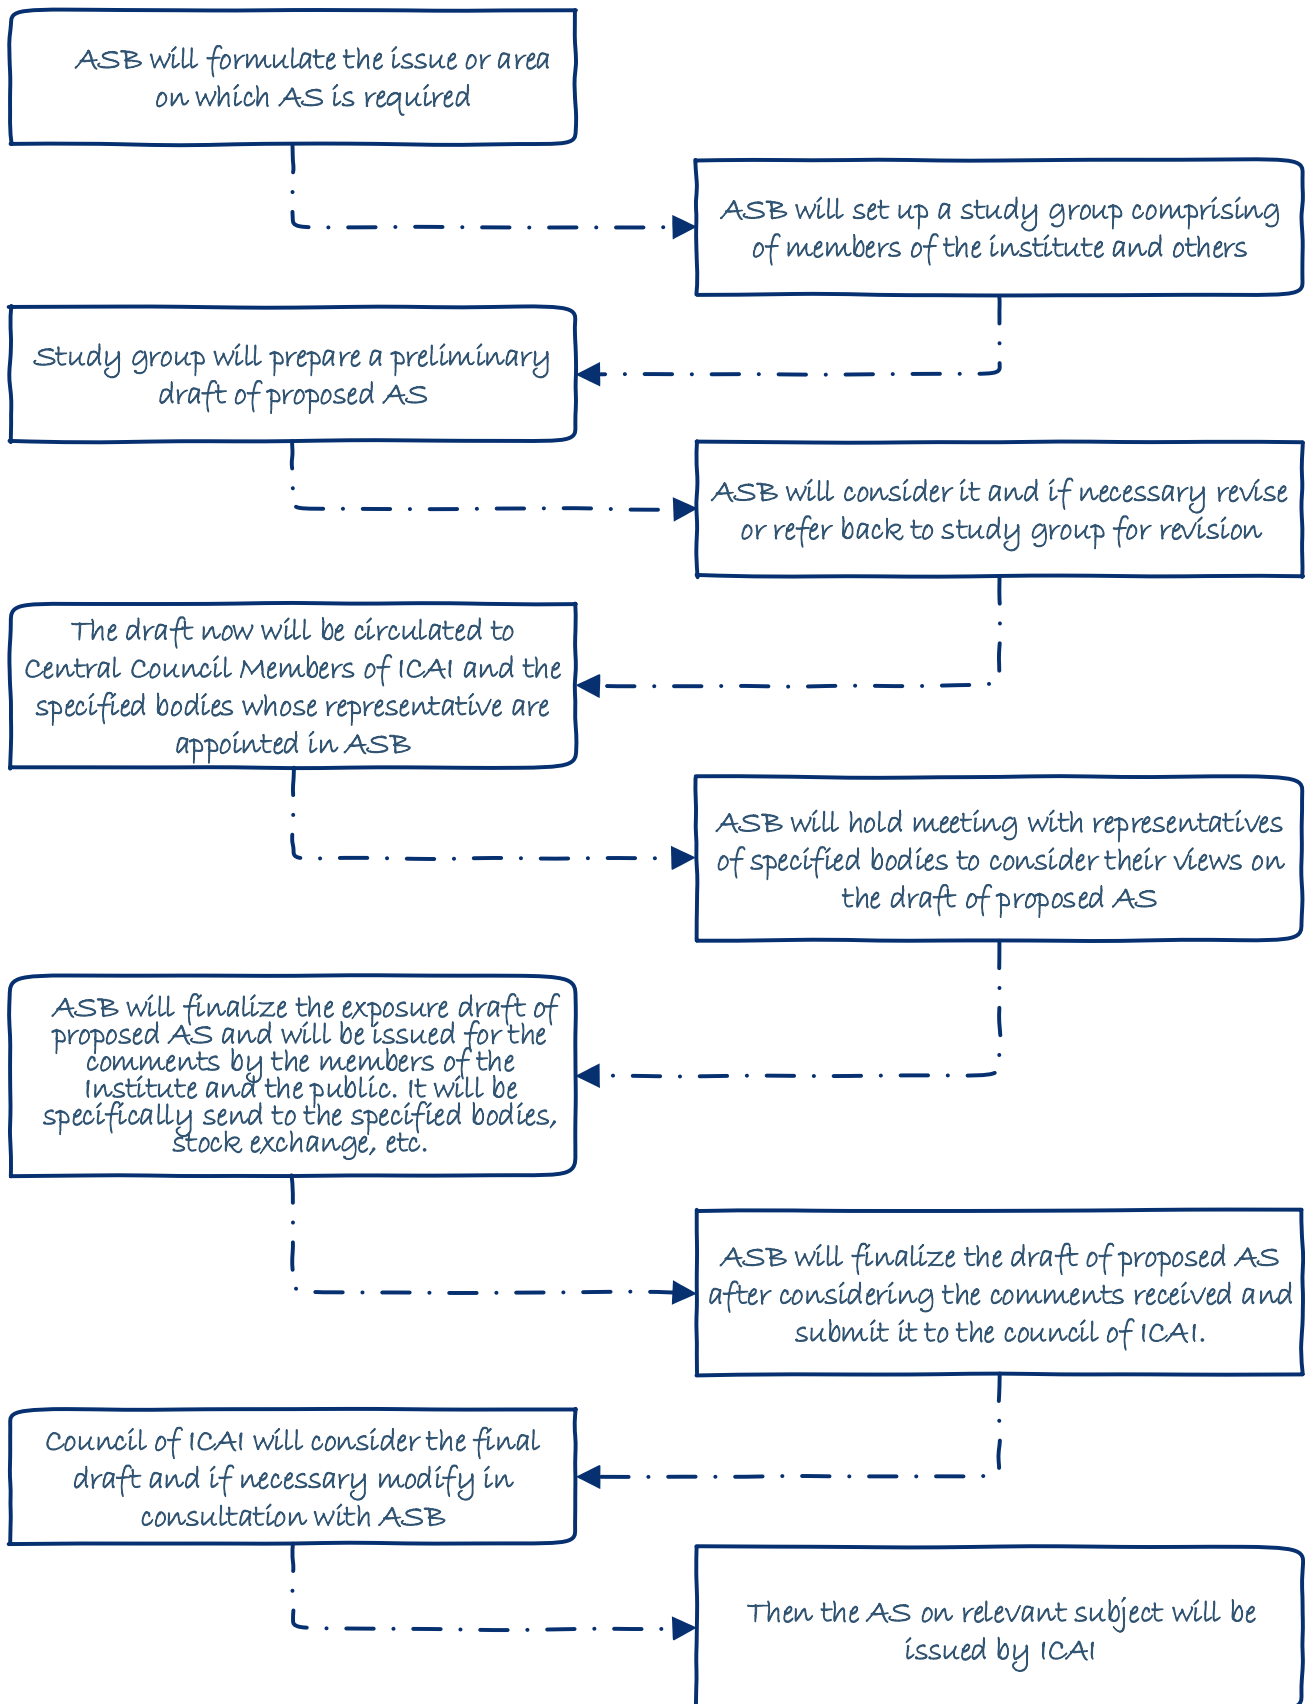 ASB will formulate the issue or area
on which AS is required
ASB will set up a study group comprising
of members of the institute and others
Study group will prepare a preliminary
draft of proposed AS
ASB will consider it and if necessary revise
or refer back to study group for revision
The draft now will be circulated to
Central Council Members of ICAI and the
specified bodies whose representative are
appointed in ASB
ASB will hold meeting with representatives
of specified bodies to consider their views on
the draft of proposed AS
ASB will finalize the exposure draft of
proposed AS and will be issued for the
comments by the members of the
Institute and the public. It will be
specifically send to the specified bodies,
stock exchange, etc.
ASB will finalize the draft of proposed AS
after considering the comments received and
submit it to the council of ICAI.
Council of ICAI will consider the final
draft and if necessary modify in
consultation with ASB
Then the AS on relevant subject will be
issued by ICAI